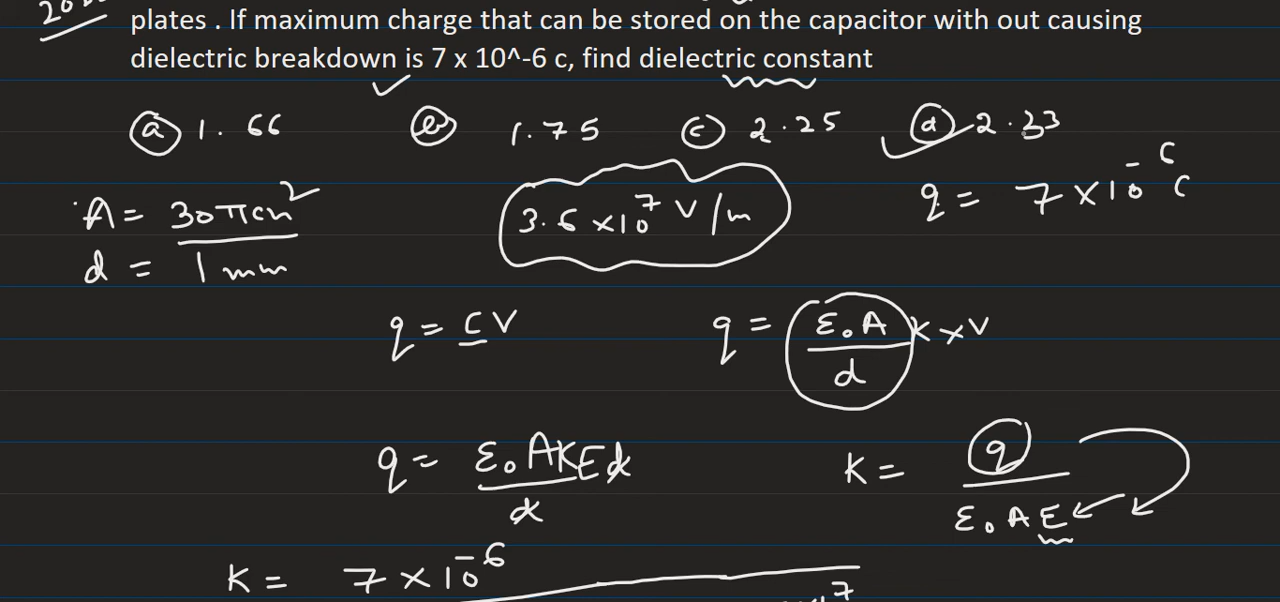 plates . If maximum charge that can be stored on the capacitor with out causing
dielectric breakdown is 7 x 10^-6 c, find dielectric constant
(a) 1.66 (b) 1.75 (c) 2.25 (d) 2.33
A = 30πcm² 3.6 × 10⁷ V/m q = 7 × 10⁻⁶ C
d = 1 mm
q = CV q = ε₀A/d K × V
q = ε₀AKEd/d K = q/ε₀AE
K = 7 × 10⁻⁶